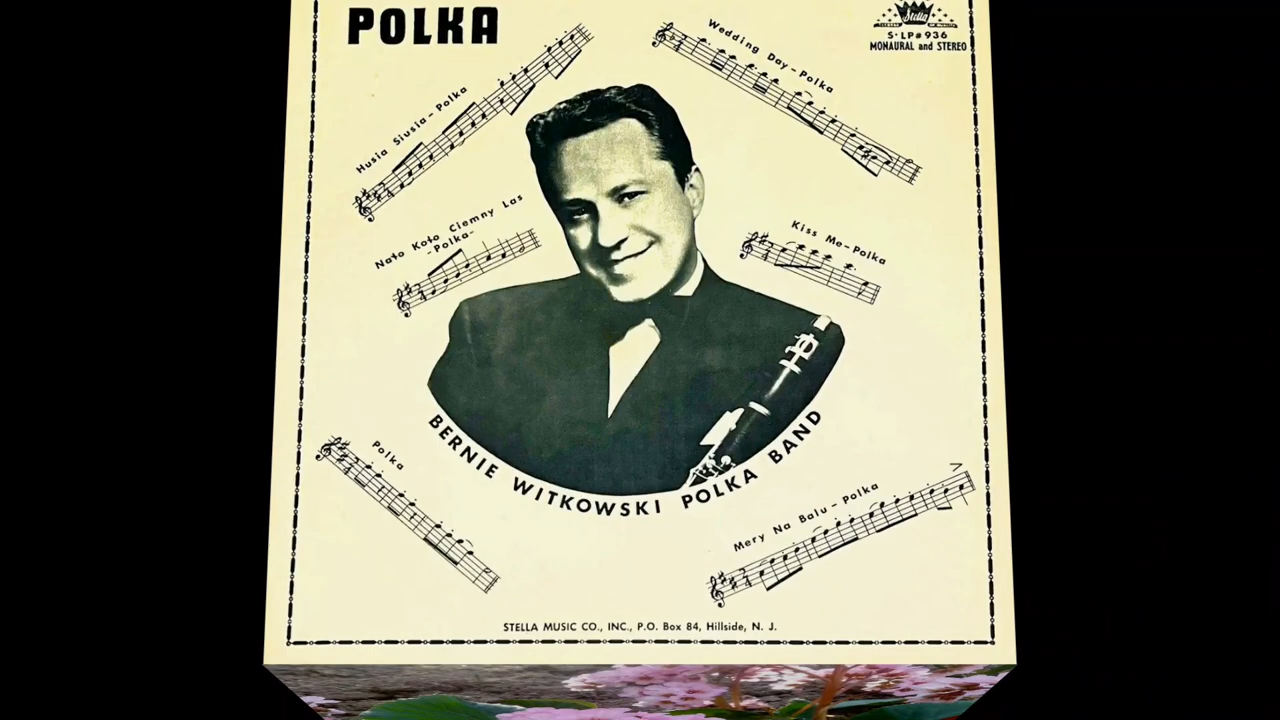 POLKA
Stella
S-LP# 936
MONAURAL and STEREO
Wedding Day-Polka
Husia Siusia-Polka
Nato Koło Ciemny Las
-Polka-
Kiss Me-Polka
BERNIE WITKOWSKI POLKA BAND
Polka
Mery Na Balu-Polka
STELLA MUSIC CO., INC., P.O. Box 84, Hillside, N. J.